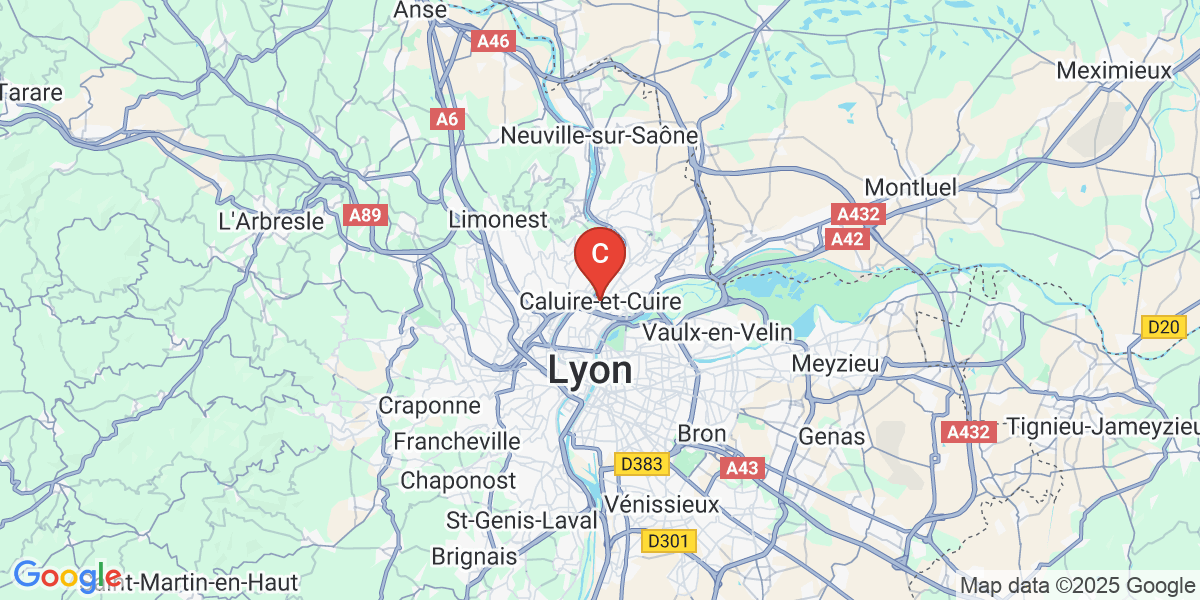 Anse
A46
Meximieux
Tarare
A6
Neuville-sur-Saône
Montluel
L'Arbresle
A89
Limonest
A432
A42
C
Caluire-et-Cuire
Vaulx-en-Velin
D20
Lyon
Meyzieu
Craponne
Francheville
Bron
Genas
A432
Tignieu-Jameyzieu
D383
A43
Chaponost
Vénissieux
St-Genis-Laval
D301
Brignais
Google
int-Martin-en-Haut
Map data ©2025 Google